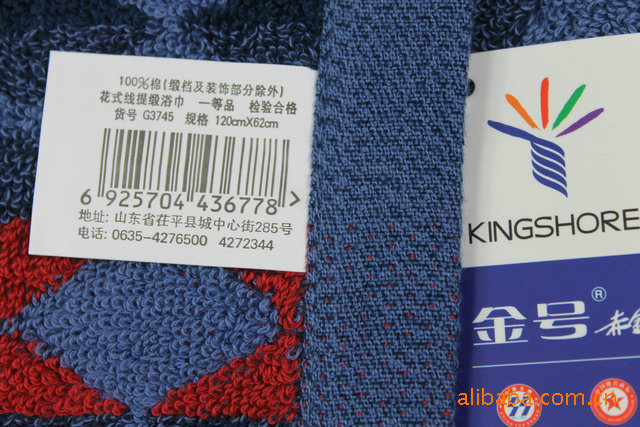 100%棉(缎档及装饰部分除外)
花式线提缎浴巾 一等品 检验合格
货号 G3745 规格 120cmX62cm
6 925704 436778 >
地址: 山东省茌平县城中心街285号
电话: 0635-4276500 4272344
KINGSHORE
金号®
alibaba.com.cn